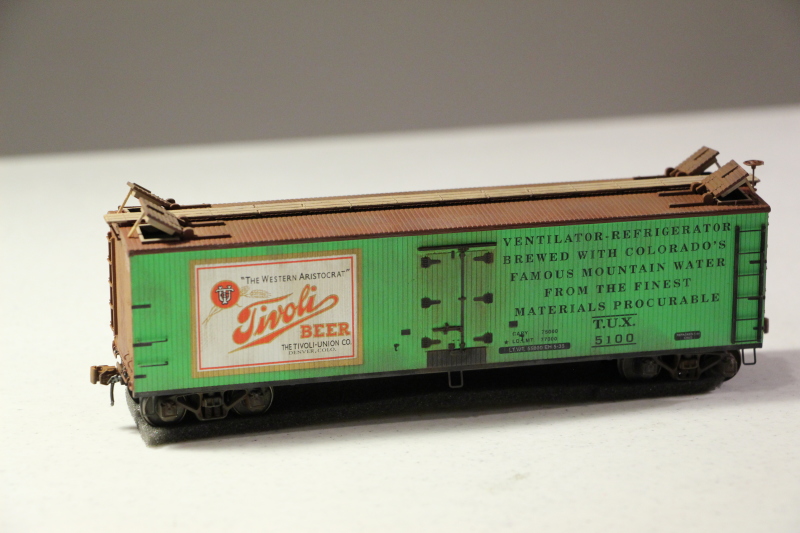 "THE WESTERN ARISTOCRAT"
Tivoli
BEER
THE TIVOLI-UNION CO.
DENVER, COLO.
VENTILATOR-REFRIGERATOR
BREWED WITH COLORADO'S
FAMOUS MOUNTAIN WATER
FROM THE FINEST
MATERIALS PROCURABLE
T.U.X.
5100
CAPY